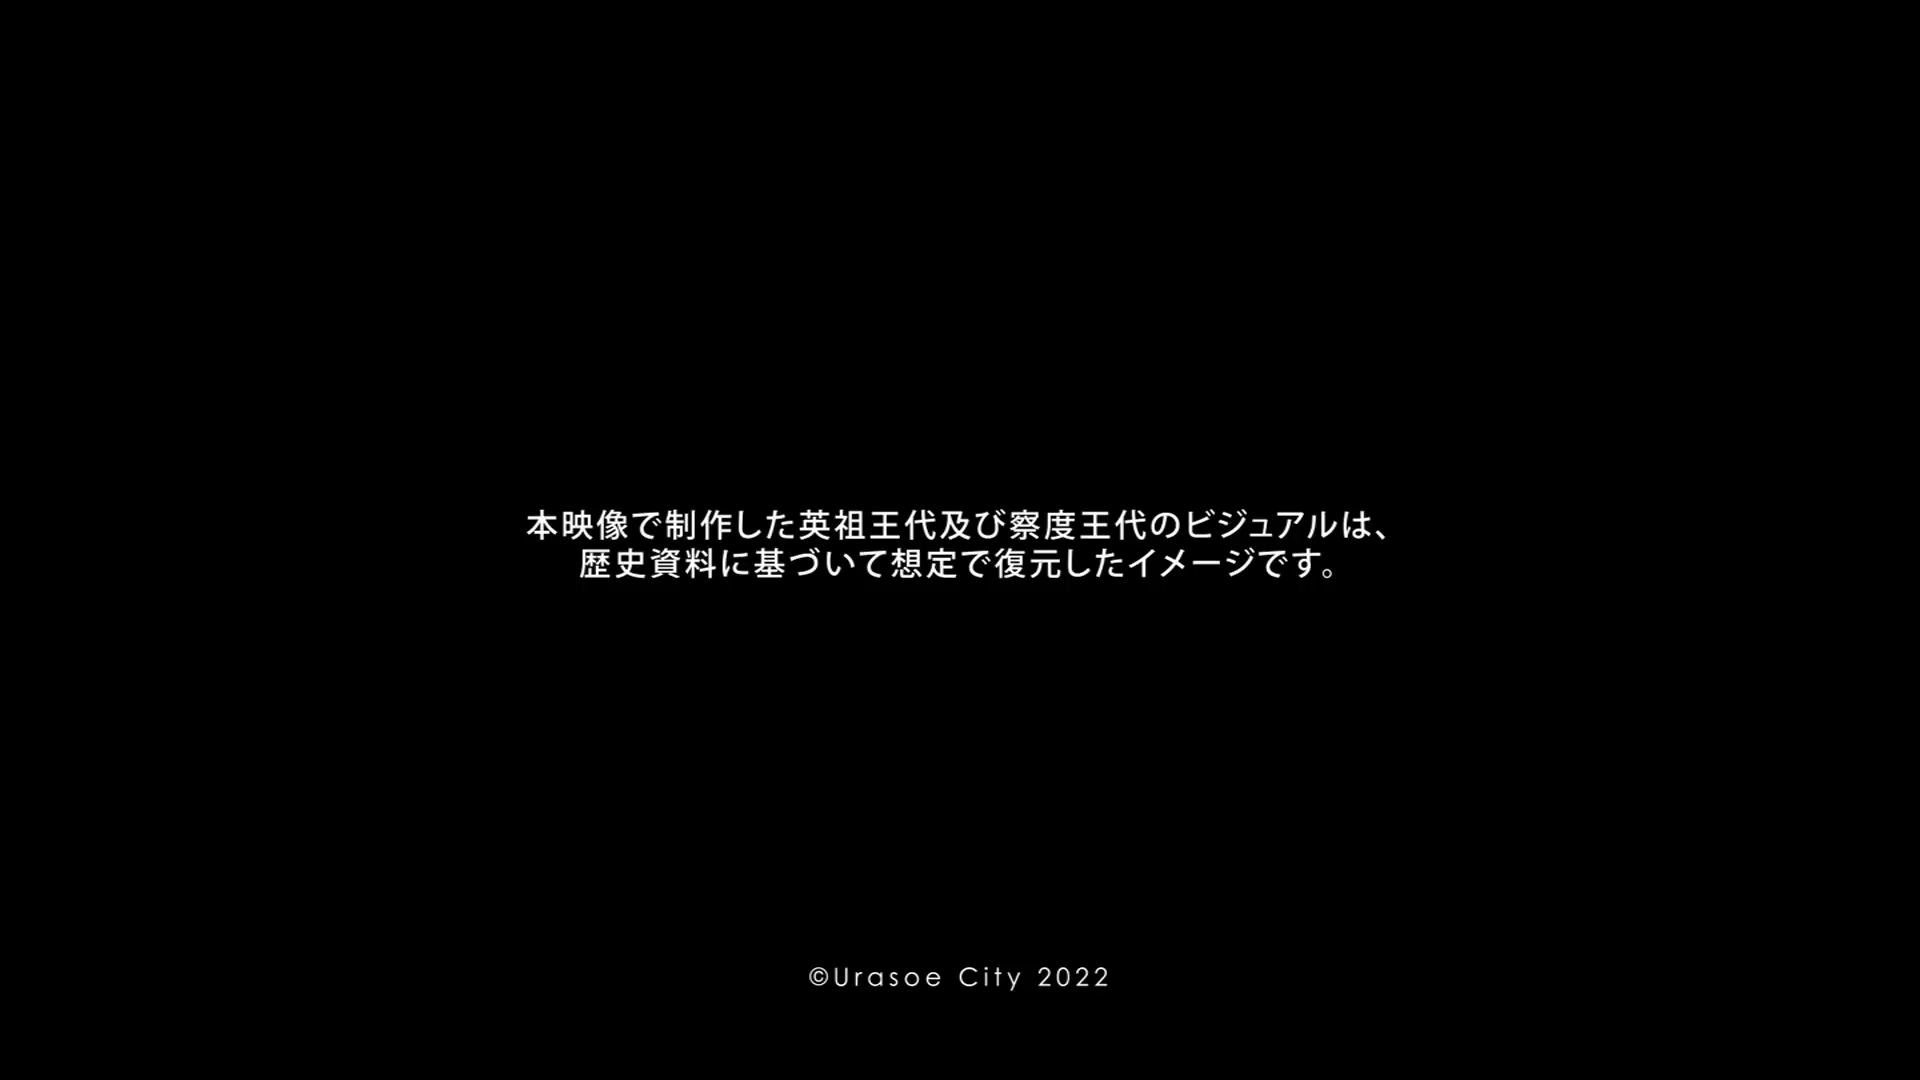 本映像で制作した英祖王代及び察度王代のビジュアルは、
歴史資料に基づいて想定で復元したイメージです。
©Urasoe City 2022